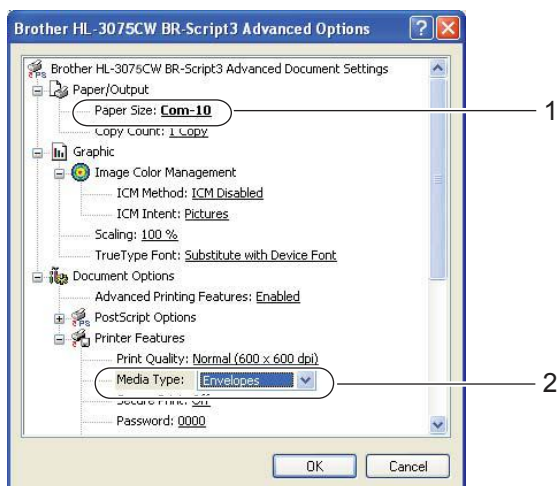 Brother HL-3075CW BR-Script3 Advanced Options
Brother HL-3075CW BR-Script3 Advanced Document Settings
Paper/Output
Paper Size: Com-10
1
Copy Count: 1 Copy
Graphic
Image Color Management
ICM Method: ICM Disabled
ICM Intent: Pictures
Scaling: 100 %
TrueType Font: Substitute with Device Font
Document Options
Advanced Printing Features: Enabled
PostScript Options
Printer Features
Print Quality: Normal (600 x 600 dpi)
Media Type: Envelopes
2
Secure Print: Off
Password: 0000
OK Cancel